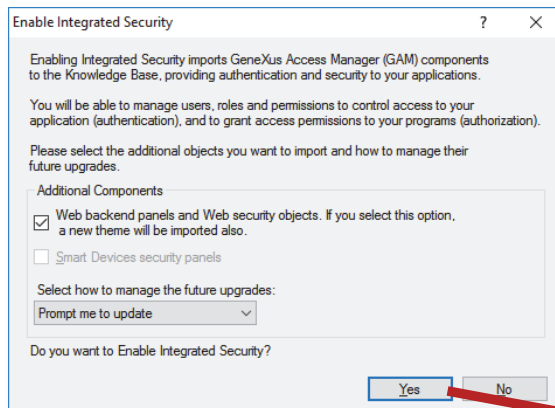 Enable Integrated Security ? ×
Enabling Integrated Security imports GeneXus Access Manager (GAM) components
to the Knowledge Base, providing authentication and security to your applications.
You will be able to manage users, roles and permissions to control access to your
application (authentication), and to grant access permissions to your programs (authorization).
Please select the additional objects you want to import and how to manage their
future upgrades.
Additional Components
Web backend panels and Web security objects. If you select this option,
a new theme will be imported also.
Smart Devices security panels
Select how to manage the future upgrades:
Prompt me to update
Do you want to Enable Integrated Security?
Yes No